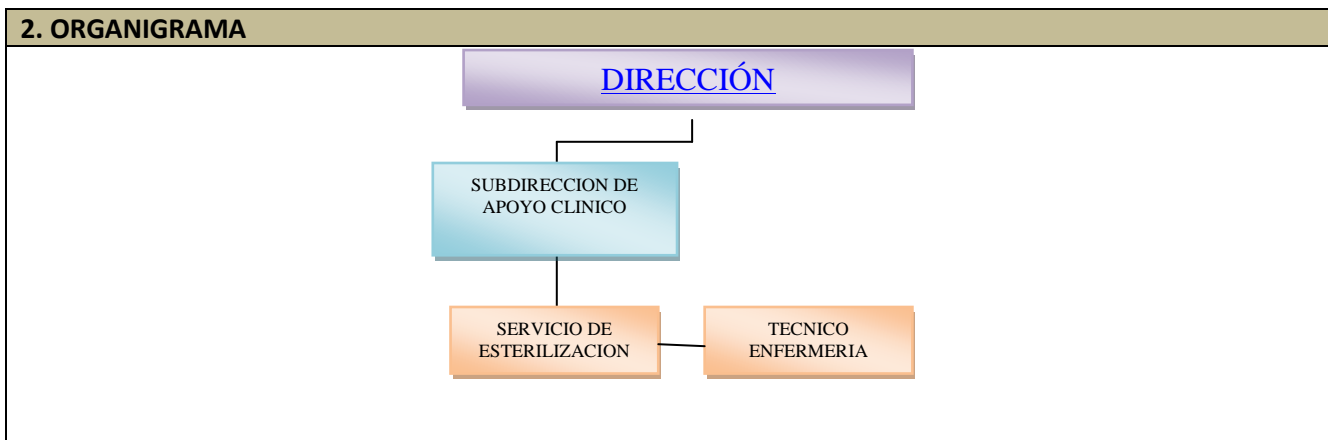 2. ORGANIGRAMA
DIRECCIÓN
SUBDIRECCION DE
APOYO CLINICO
SERVICIO DE
ESTERILIZACION
TECNICO
ENFERMERIA